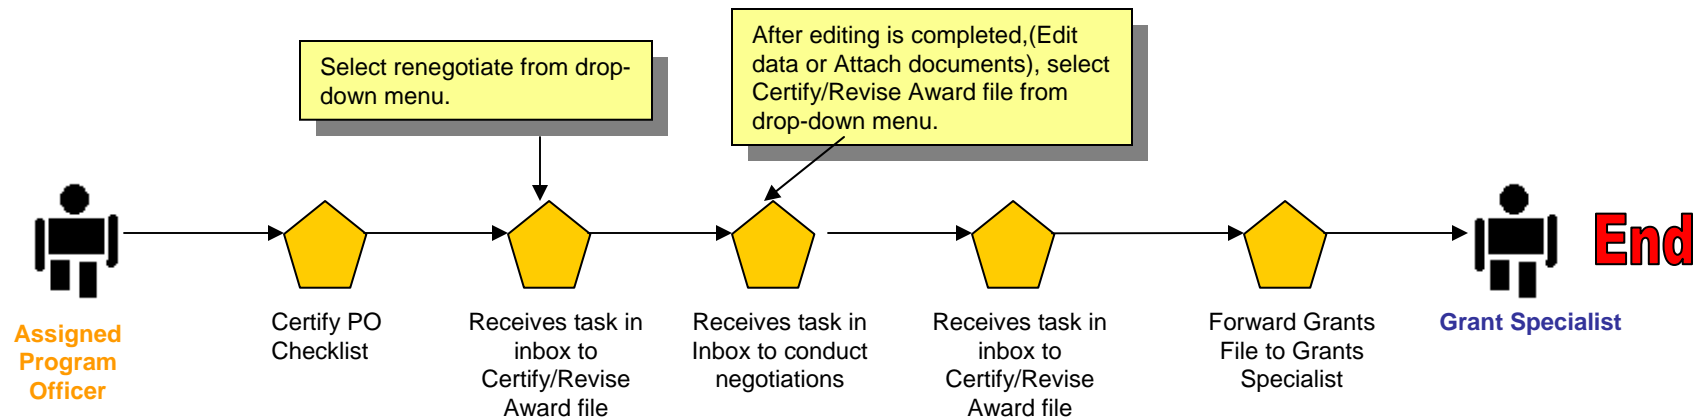 Select renegotiate from drop-
down menu.
After editing is completed,(Edit
data or Attach documents), select
Certify/Revise Award file from
drop-down menu.
End
Assigned
Program
Officer
Certify PO
Checklist
Receives task in
inbox to
Certify/Revise
Award file
Receives task in
Inbox to conduct
negotiations
Receives task in
inbox to
Certify/Revise
Award file
Forward Grants
File to Grants
Specialist
Grant Specialist